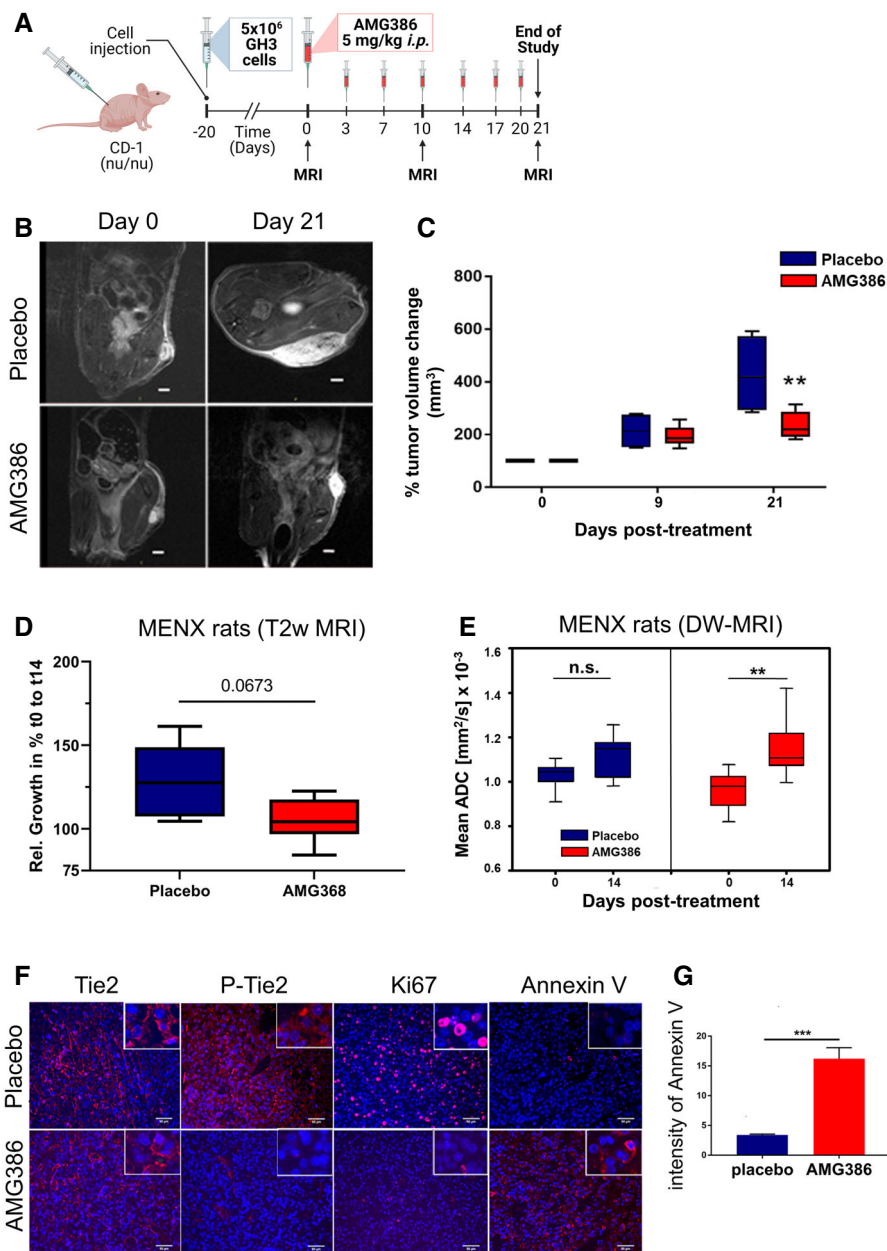 A
Cell
injection
5x10⁶
GH3
cells
AMG386
5 mg/kg i.p.
End of
Study
CD-1
(nu/nu)
-20
Time
(Days)
0
3
7
10
14
17
20
21
MRI
MRI
MRI
B
Day 0
Day 21
Placebo
AMG386
C
Placebo
AMG386
% tumor volume change
(mm³)
800
600
400
200
0
**
0
9
21
Days post-treatment
D
MENX rats (T2w MRI)
Rel. Growth in % t0 to t14
200
150
100
75
0.0673
Placebo
AMG368
E
MENX rats (DW-MRI)
Mean ADC [mm²/s] x 10⁻³
1.6
1.4
1.2
1.0
0.8
0.6
n.s.
**
Placebo
AMG386
0
14
0
14
Days post-treatment
F
Tie2
P-Tie2
Ki67
Annexin V
Placebo
AMG386
G
intensity of Annexin V
20
15
10
5
0
***
placebo
AMG386